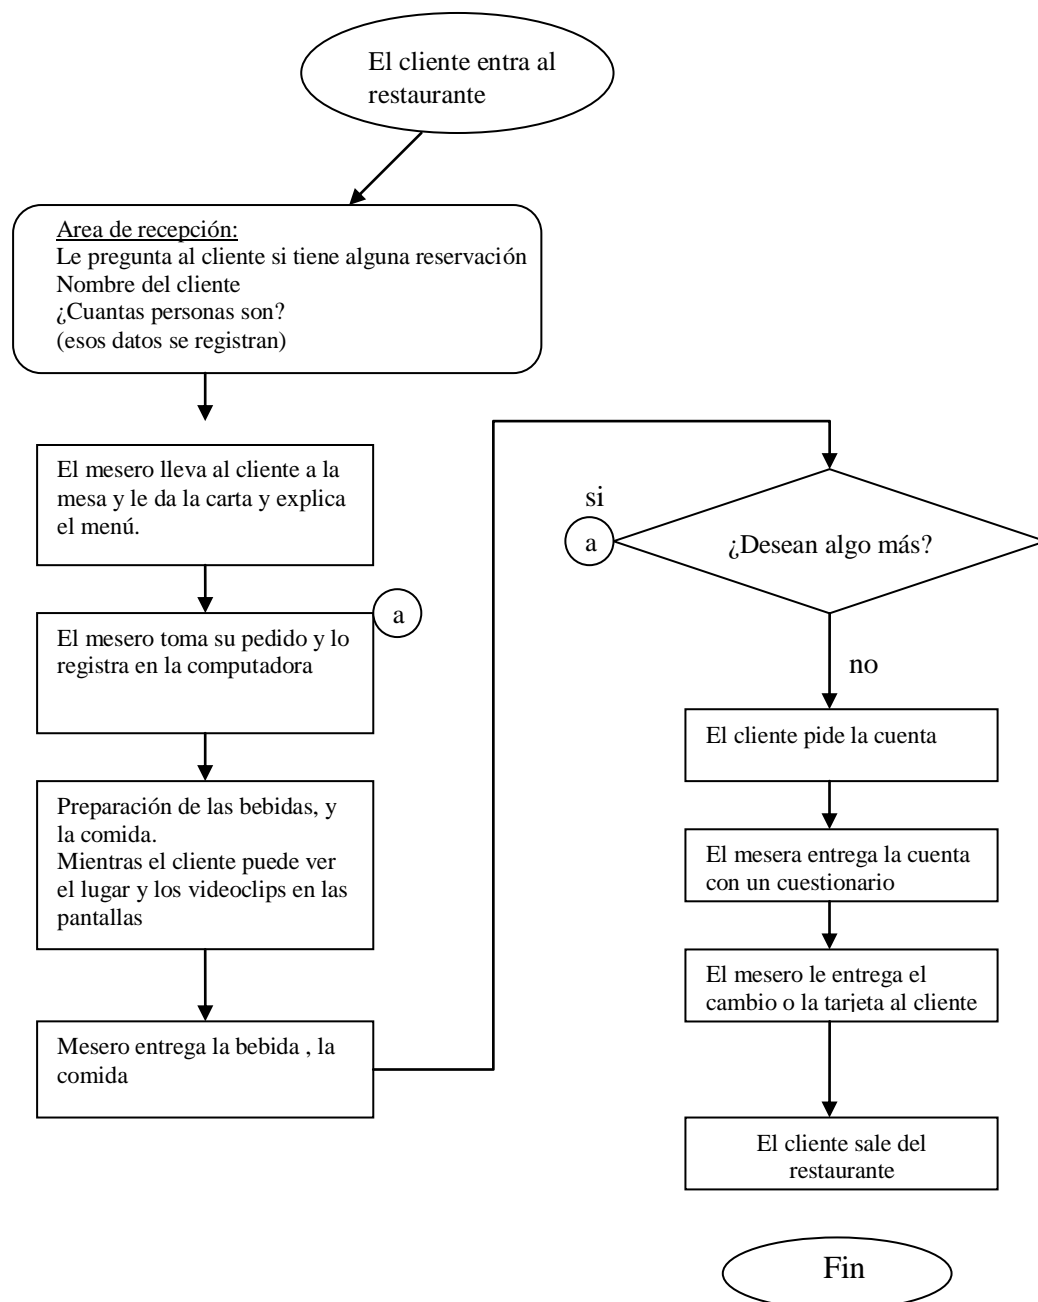 El cliente entra al
restaurante
Area de recepción:
Le pregunta al cliente si tiene alguna reservación
Nombre del cliente
¿Cuantas personas son?
(esos datos se registran)
El mesero lleva al cliente a la
mesa y le da la carta y explica
el menú.
a
El mesero toma su pedido y lo
registra en la computadora
Preparación de las bebidas, y
la comida.
Mientras el cliente puede ver
el lugar y los videoclips en las
pantallas
Mesero entrega la bebida , la
comida
si
a
¿Desean algo más?
no
El cliente pide la cuenta
El mesera entrega la cuenta
con un cuestionario
El mesero le entrega el
cambio o la tarjeta al cliente
El cliente sale del
restaurante
Fin